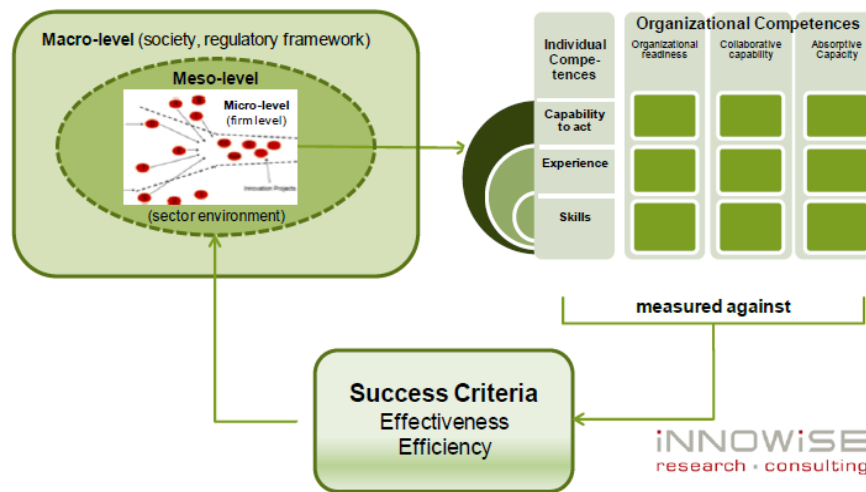 Macro-level (society, regulatory framework)
Meso-level
Micro-level
(firm level)
Innovation Projects
(sector environment)
Organizational Competences
Individual
Compe-
tences
Organizational
readiness
Collaborative
capability
Absorptive
Capacity
Capability
to act
Experience
Skills
measured against
Success Criteria
Effectiveness
Efficiency
iNNOWiSE
research · consulting